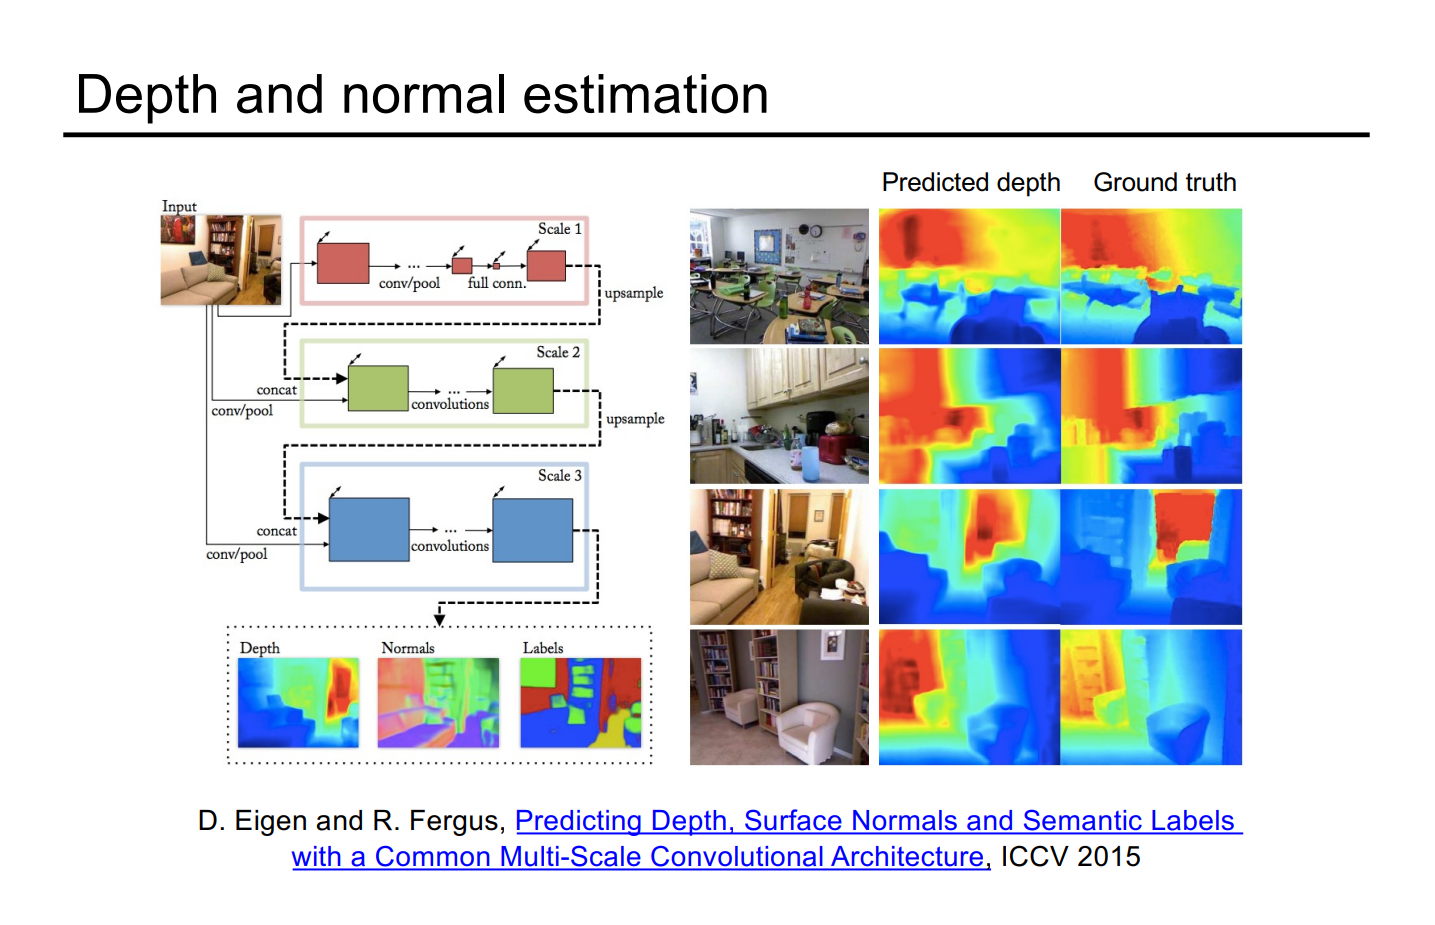 Depth and normal estimation
Predicted depth Ground truth
Input
Scale 1
conv/pool full conn.
upsample
Scale 2
concat
convolutions
conv/pool
upsample
Scale 3
concat
convolutions
conv/pool
Depth Normals Labels
D. Eigen and R. Fergus, Predicting Depth, Surface Normals and Semantic Labels
with a Common Multi-Scale Convolutional Architecture, ICCV 2015